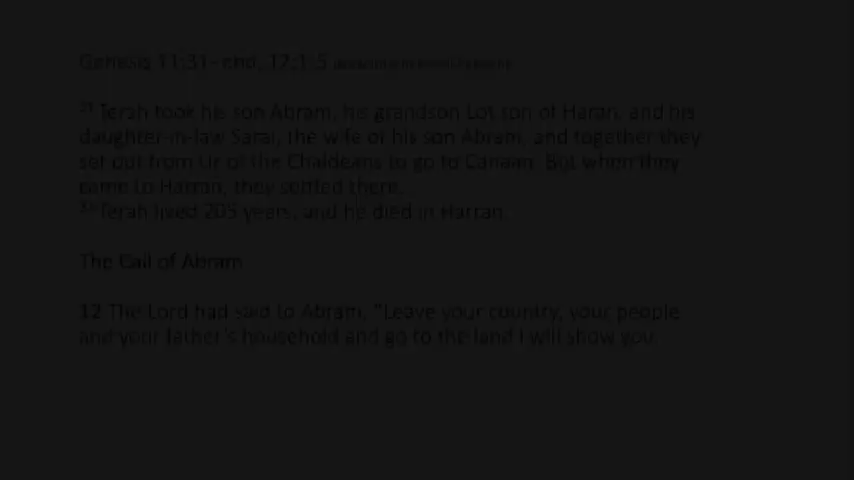 Genesis 11:31- end, 12:1-5
31 Terah took his son Abram, his grandson Lot son of Haran, and his
daughter-in-law Sarai, the wife of his son Abram, and together they
set out from Ur of the Chaldeans to go to Canaan. But when they
came to Harran, they settled there.
32 Terah lived 205 years, and he died in Harran.
The Call of Abram
12 The Lord had said to Abram, "Leave your country, your people
and your father's household and go to the land I will show you.